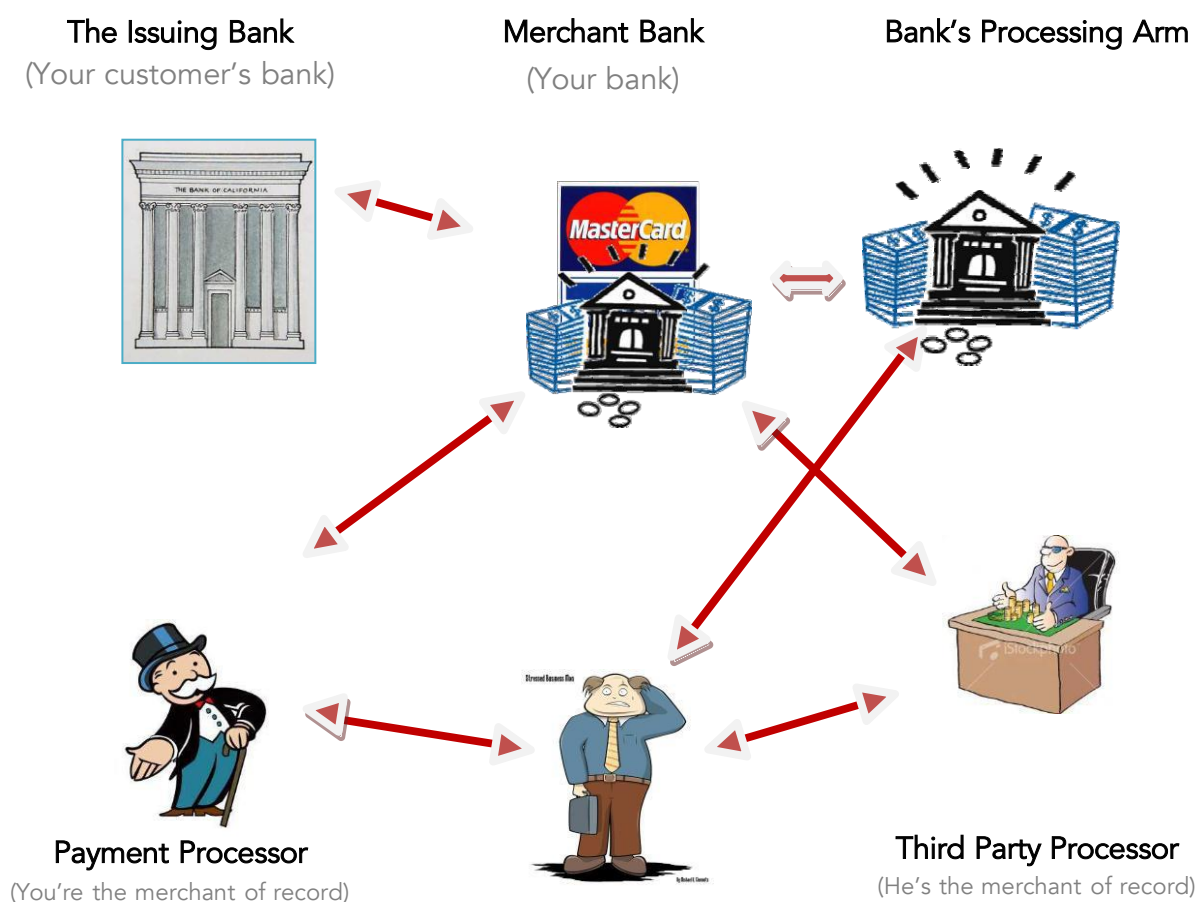 The Issuing Bank
(Your customer's bank)
Merchant Bank
(Your bank)
Bank's Processing Arm
THE BANK OF CALIFORNIA
MasterCard
$ $
$ $
iStockphoto
Stressed Business Man
Payment Processor
(You're the merchant of record)
Third Party Processor
(He's the merchant of record)